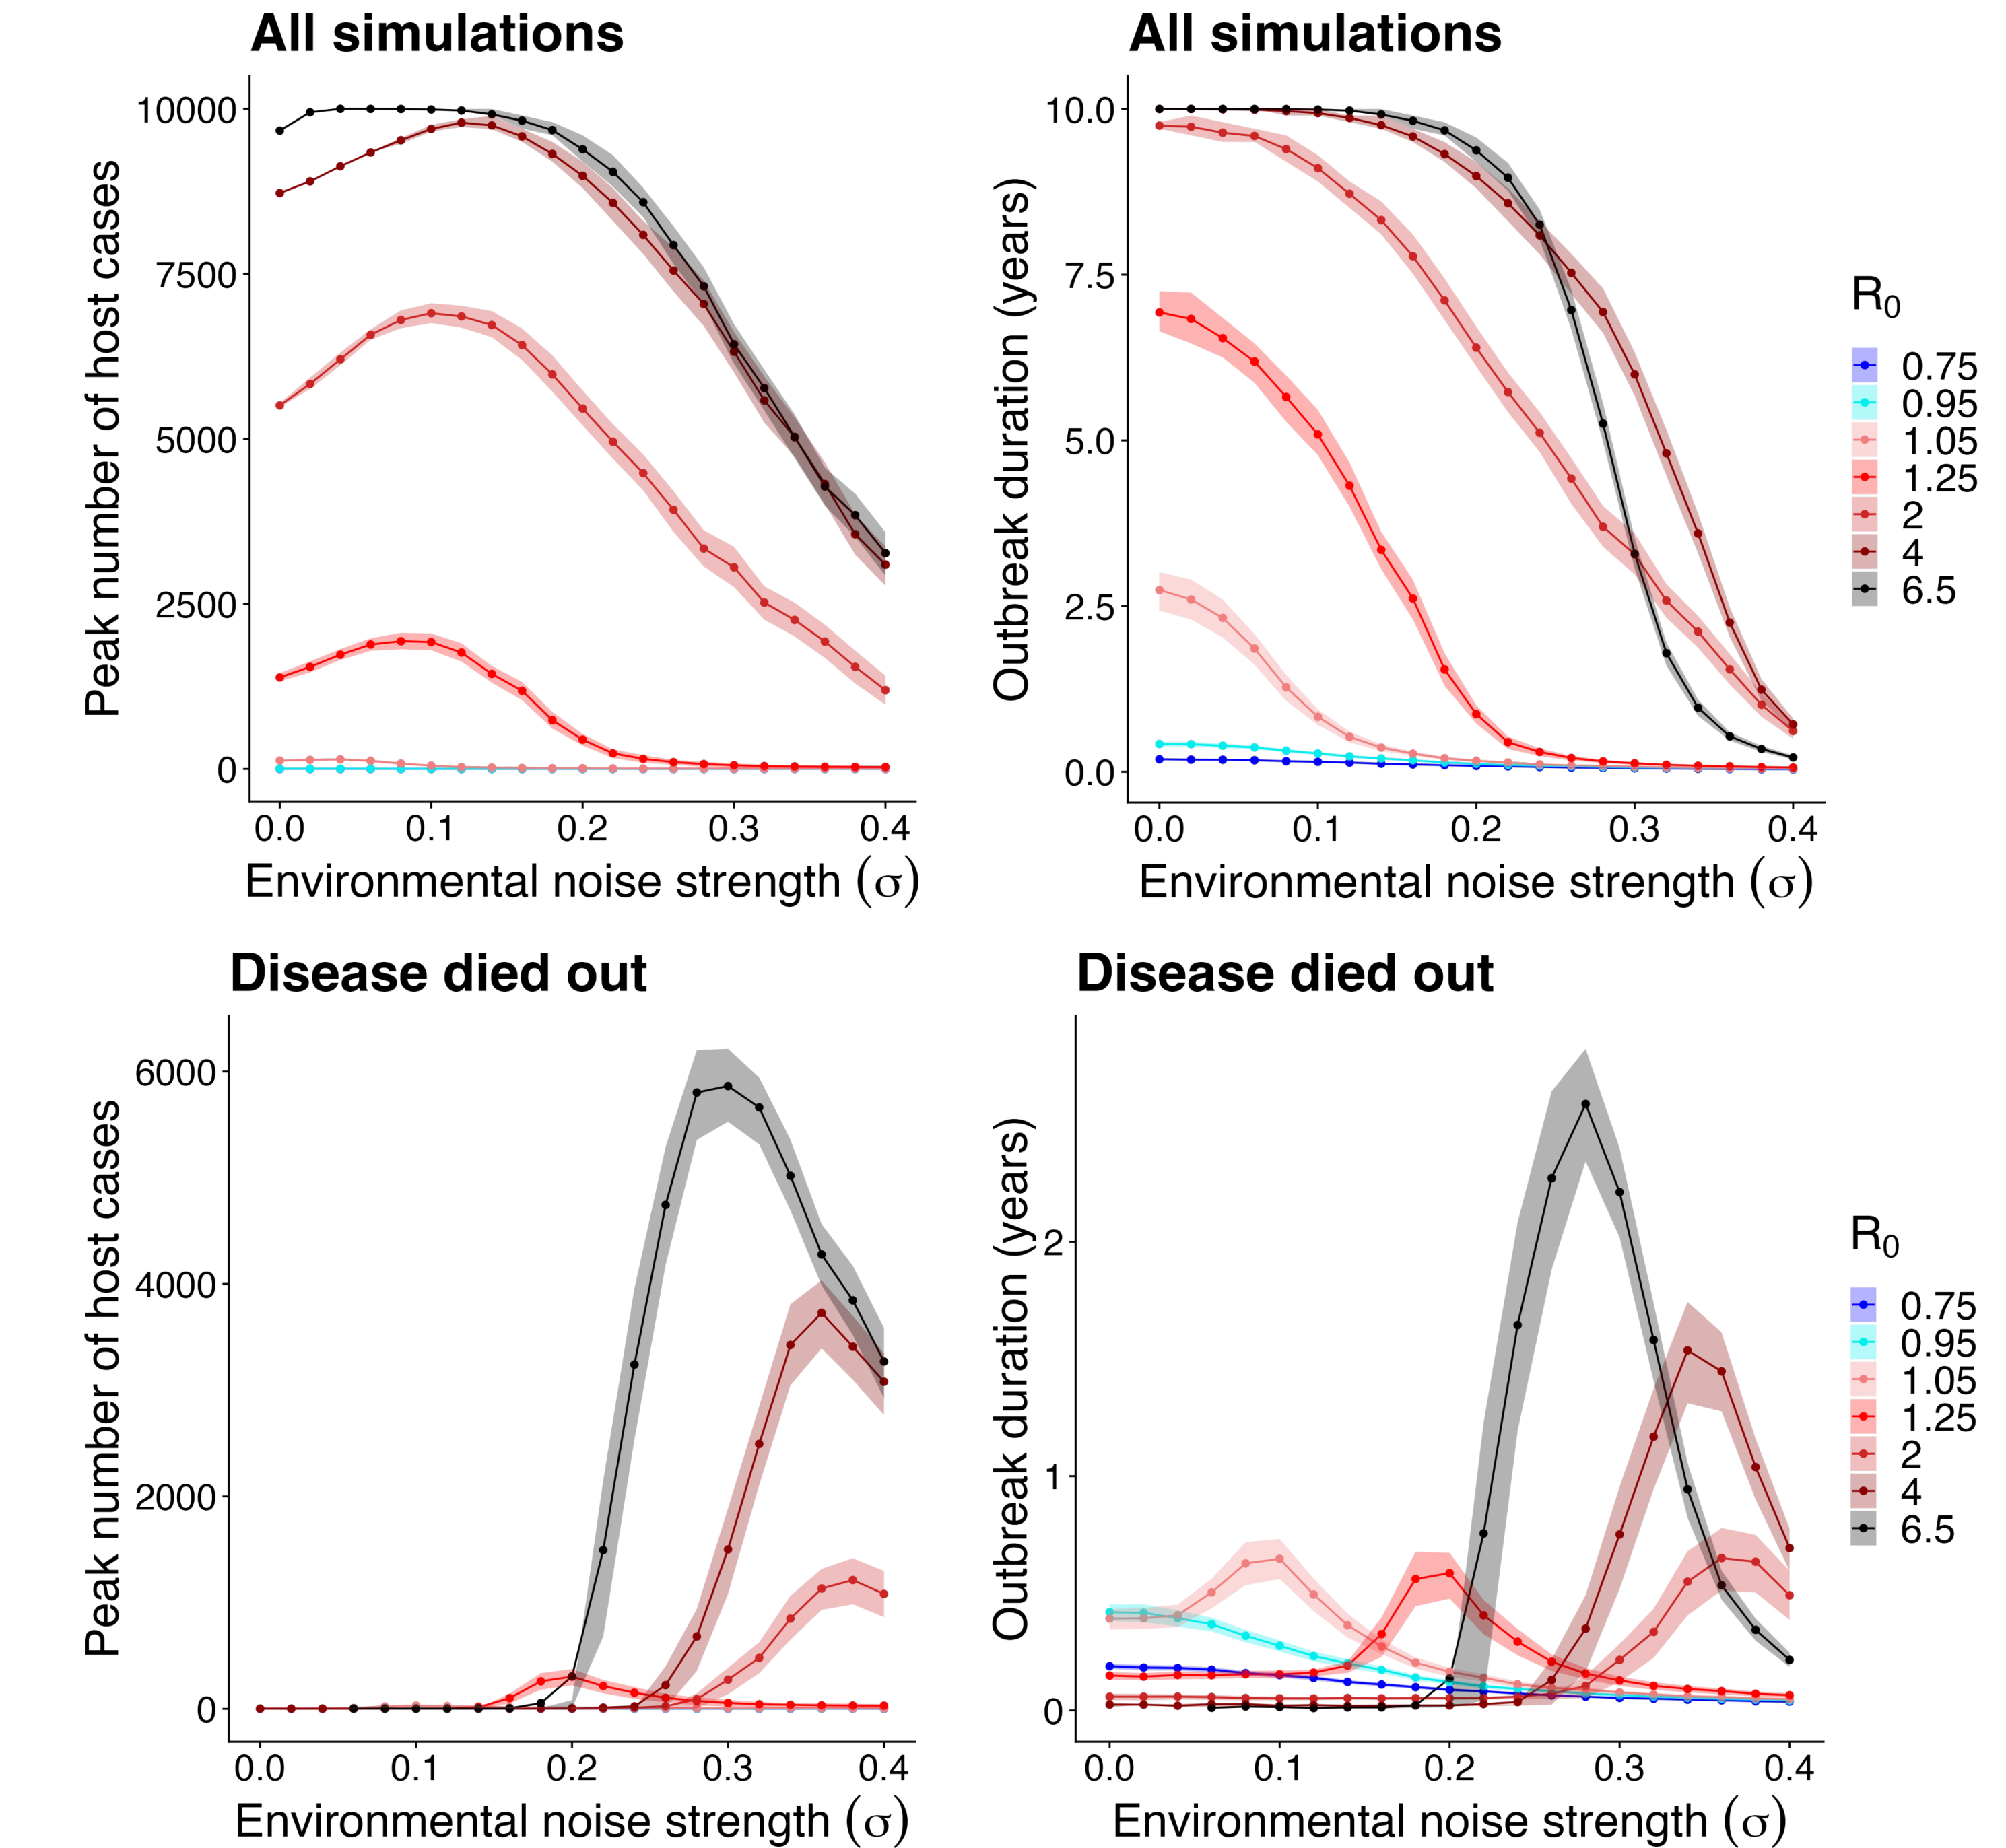 All simulations
Peak number of host cases
10000
7500
5000
2500
0
0.0 0.1 0.2 0.3 0.4
Environmental noise strength (σ)
All simulations
Outbreak duration (years)
10.0
7.5
5.0
2.5
0.0
0.0 0.1 0.2 0.3 0.4
Environmental noise strength (σ)
R0
0.75
0.95
1.05
1.25
2
4
6.5
Disease died out
Peak number of host cases
6000
4000
2000
0
0.0 0.1 0.2 0.3 0.4
Environmental noise strength (σ)
Disease died out
Outbreak duration (years)
2
1
0
0.0 0.1 0.2 0.3 0.4
Environmental noise strength (σ)
R0
0.75
0.95
1.05
1.25
2
4
6.5